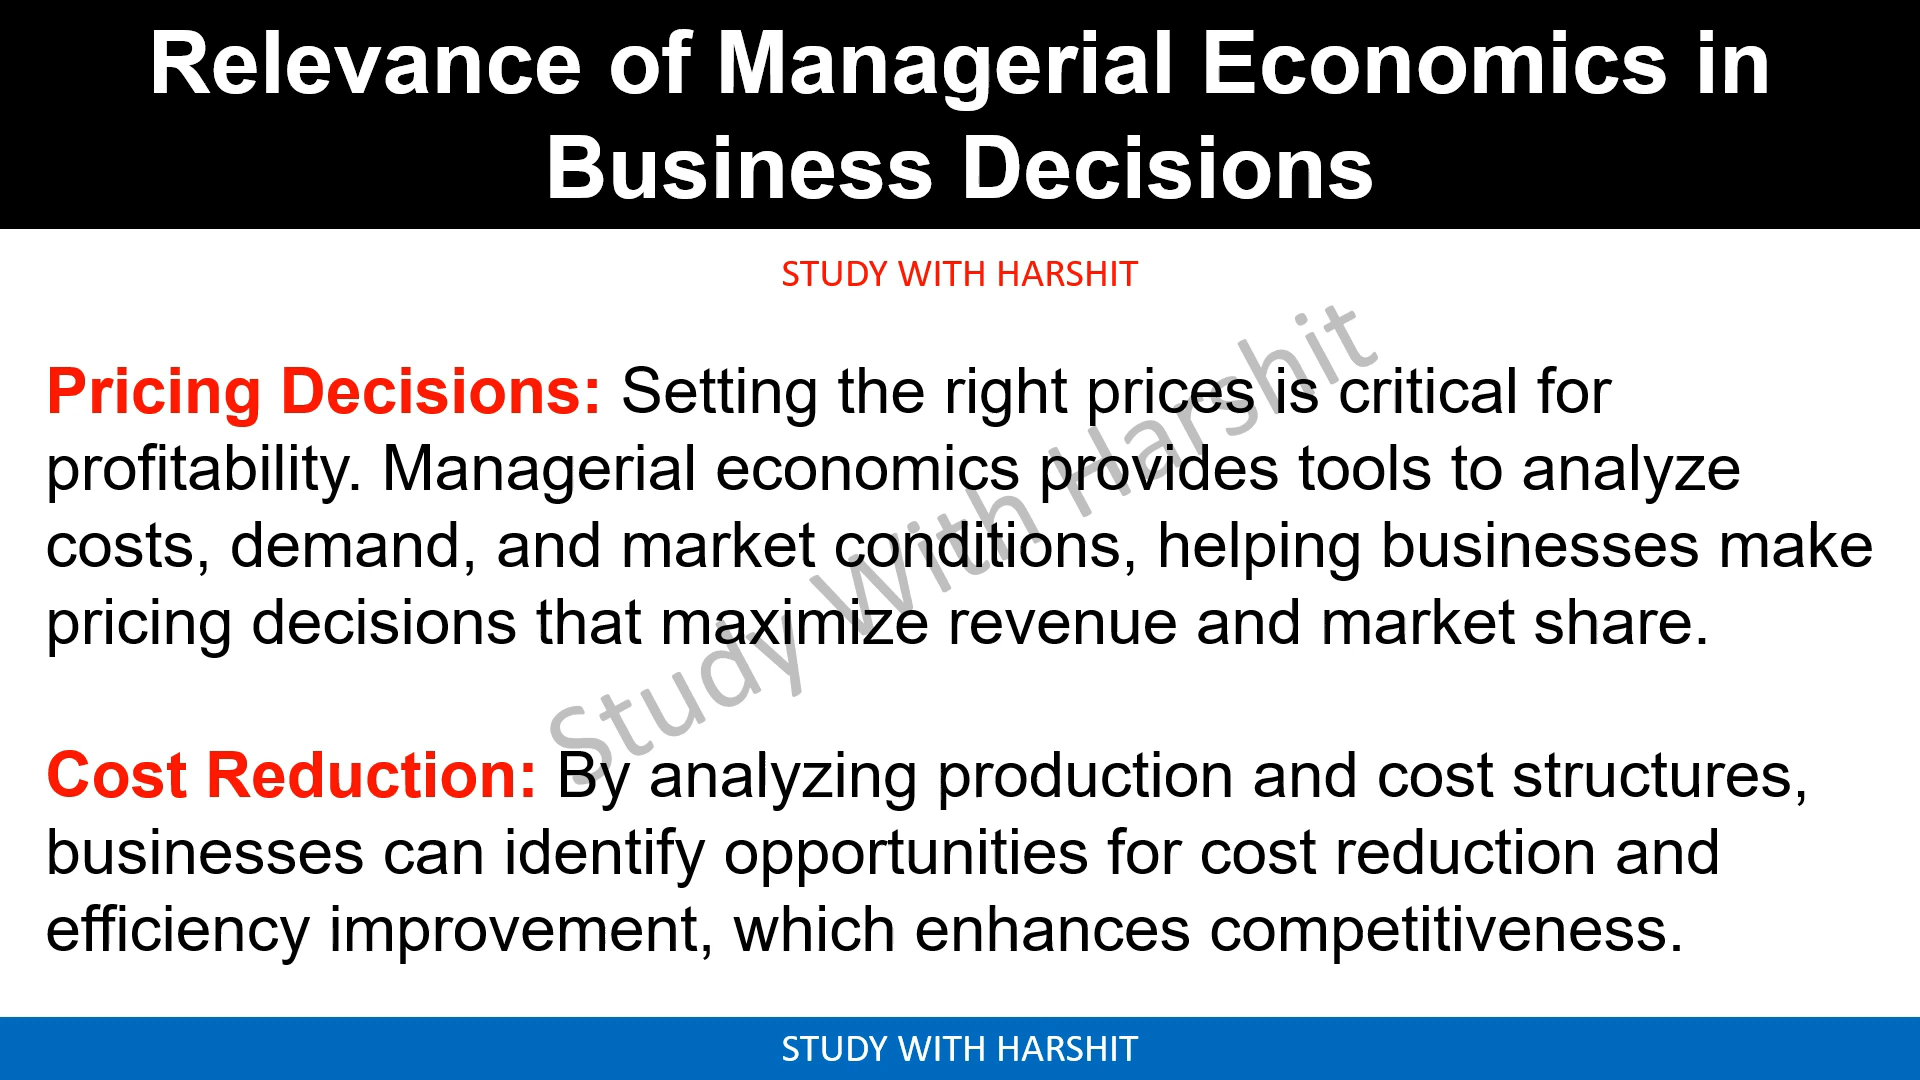 Relevance of Managerial Economics in
Business Decisions
STUDY WITH HARSHIT
Pricing Decisions: Setting the right prices is critical for
profitability. Managerial economics provides tools to analyze
costs, demand, and market conditions, helping businesses make
pricing decisions that maximize revenue and market share.
Study With Harshit
Cost Reduction: By analyzing production and cost structures,
businesses can identify opportunities for cost reduction and
efficiency improvement, which enhances competitiveness.
STUDY WITH HARSHIT